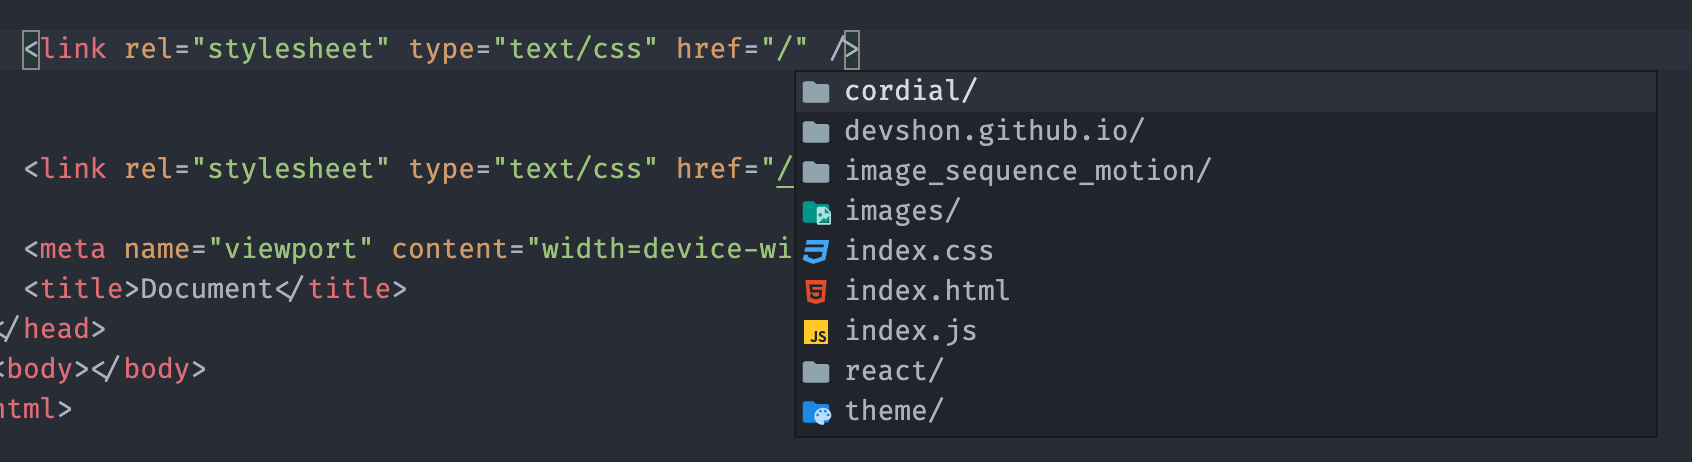 <link rel="stylesheet" type="text/css" href="/" />
cordial/
devshon.github.io/
image_sequence_motion/
images/
index.css
index.html
index.js
react/
theme/
<link rel="stylesheet" type="text/css" href="/
<meta name="viewport" content="width=device-wi
<title>Document</title>
</head>
<body></body>
html>